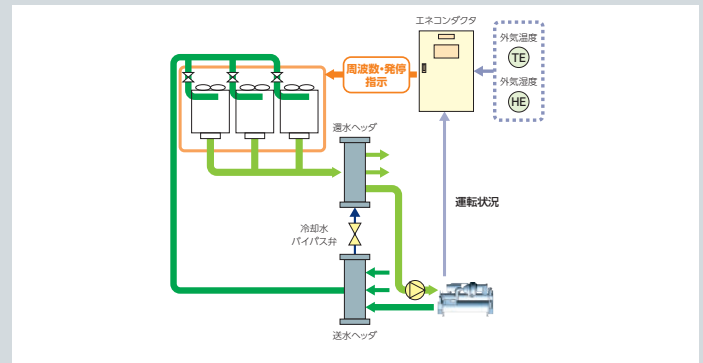 エネコンダクタ
外気温度
TE
外気湿度
HE
周波数・発停
指示
還水ヘッダ
運転状況
冷却水
バイパス弁
送水ヘッダ